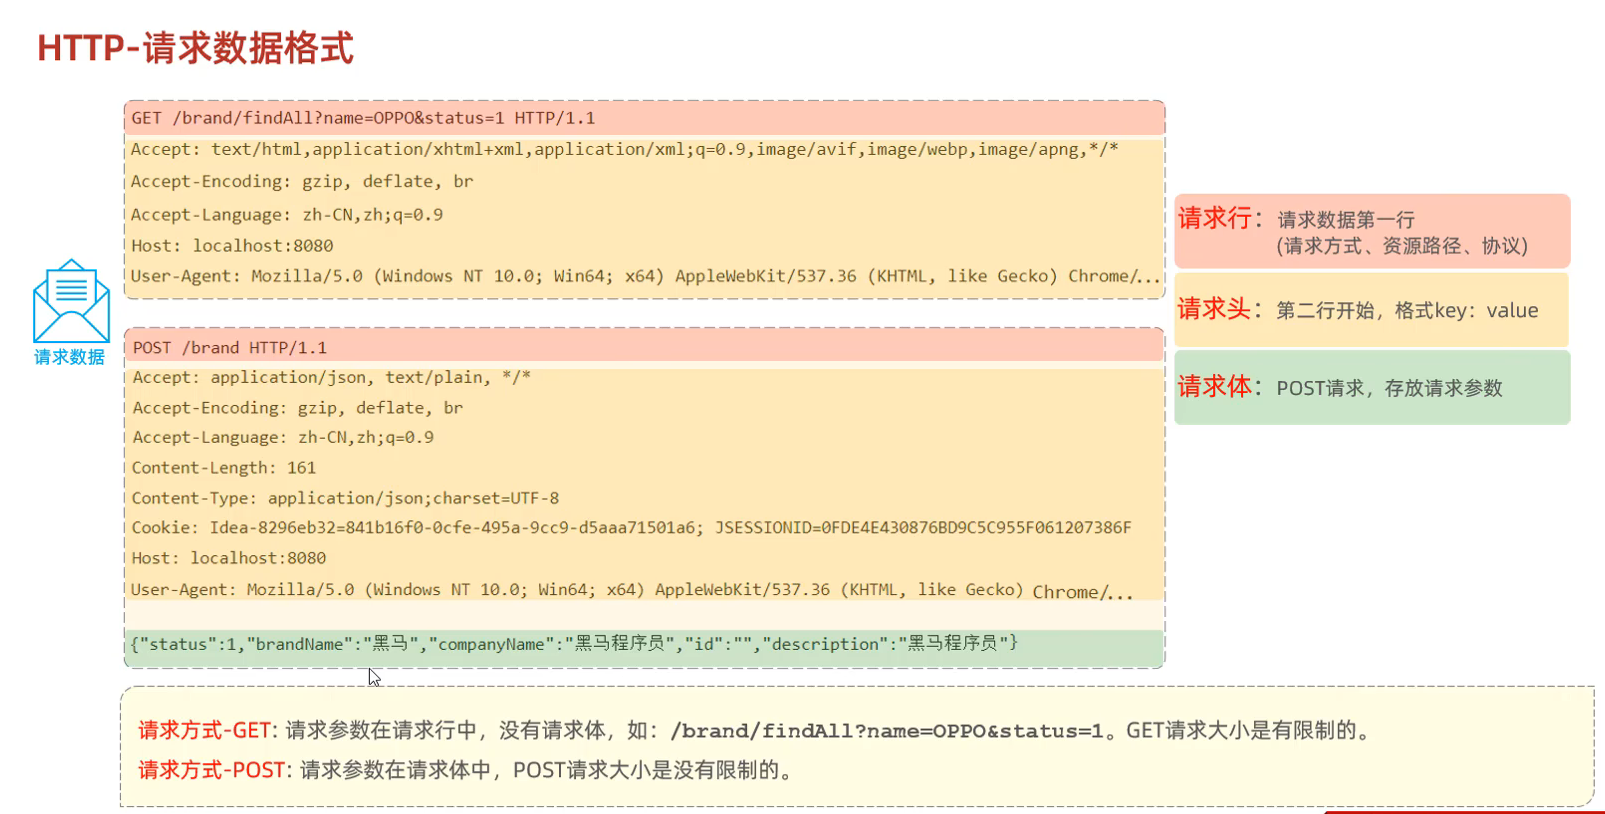 HTTP-请求数据格式
GET /brand/findAll?name=OPPO&status=1 HTTP/1.1
Accept: text/html,application/xhtml+xml,application/xml;q=0.9,image/avif,image/webp,image/apng,*/*
Accept-Encoding: gzip, deflate, br
Accept-Language: zh-CN,zh;q=0.9
Host: localhost:8080
User-Agent: Mozilla/5.0 (Windows NT 10.0; Win64; x64) AppleWebKit/537.36 (KHTML, like Gecko) Chrome/...
请求数据
POST /brand HTTP/1.1
Accept: application/json, text/plain, */*
Accept-Encoding: gzip, deflate, br
Accept-Language: zh-CN,zh;q=0.9
Content-Length: 161
Content-Type: application/json;charset=UTF-8
Cookie: Idea-8296eb32=841b16f0-0cfe-495a-9cc9-d5aaa71501a6; JSESSIONID=0FDE4E430876BD9C5C955F061207386F
Host: localhost:8080
User-Agent: Mozilla/5.0 (Windows NT 10.0; Win64; x64) AppleWebKit/537.36 (KHTML, like Gecko) Chrome/...
{"status":1,"brandName":"黑马","companyName":"黑马程序员","id":"","description":"黑马程序员"}
请求行：请求数据第一行
(请求方式、资源路径、协议)
请求头：第二行开始，格式key：value
请求体：POST请求，存放请求参数
请求方式-GET: 请求参数在请求行中，没有请求体，如：/brand/findAll?name=OPPO&status=1。GET请求大小是有限制的。
请求方式-POST: 请求参数在请求体中，POST请求大小是没有限制的。